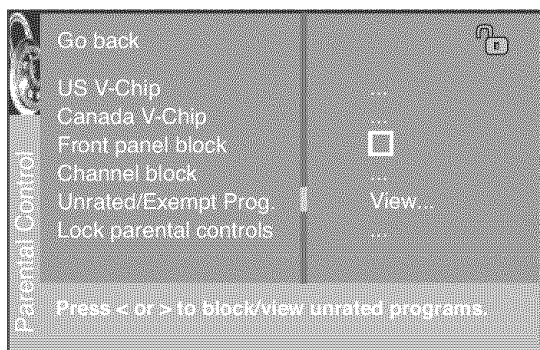 Go back
US V-Chip ...
Canada V-Chip ...
Front panel block
Channel block ...
Unrated/Exempt Prog. View...
Lock parental controls ...
Parental Control
Press < or > to block/view unrated programs.